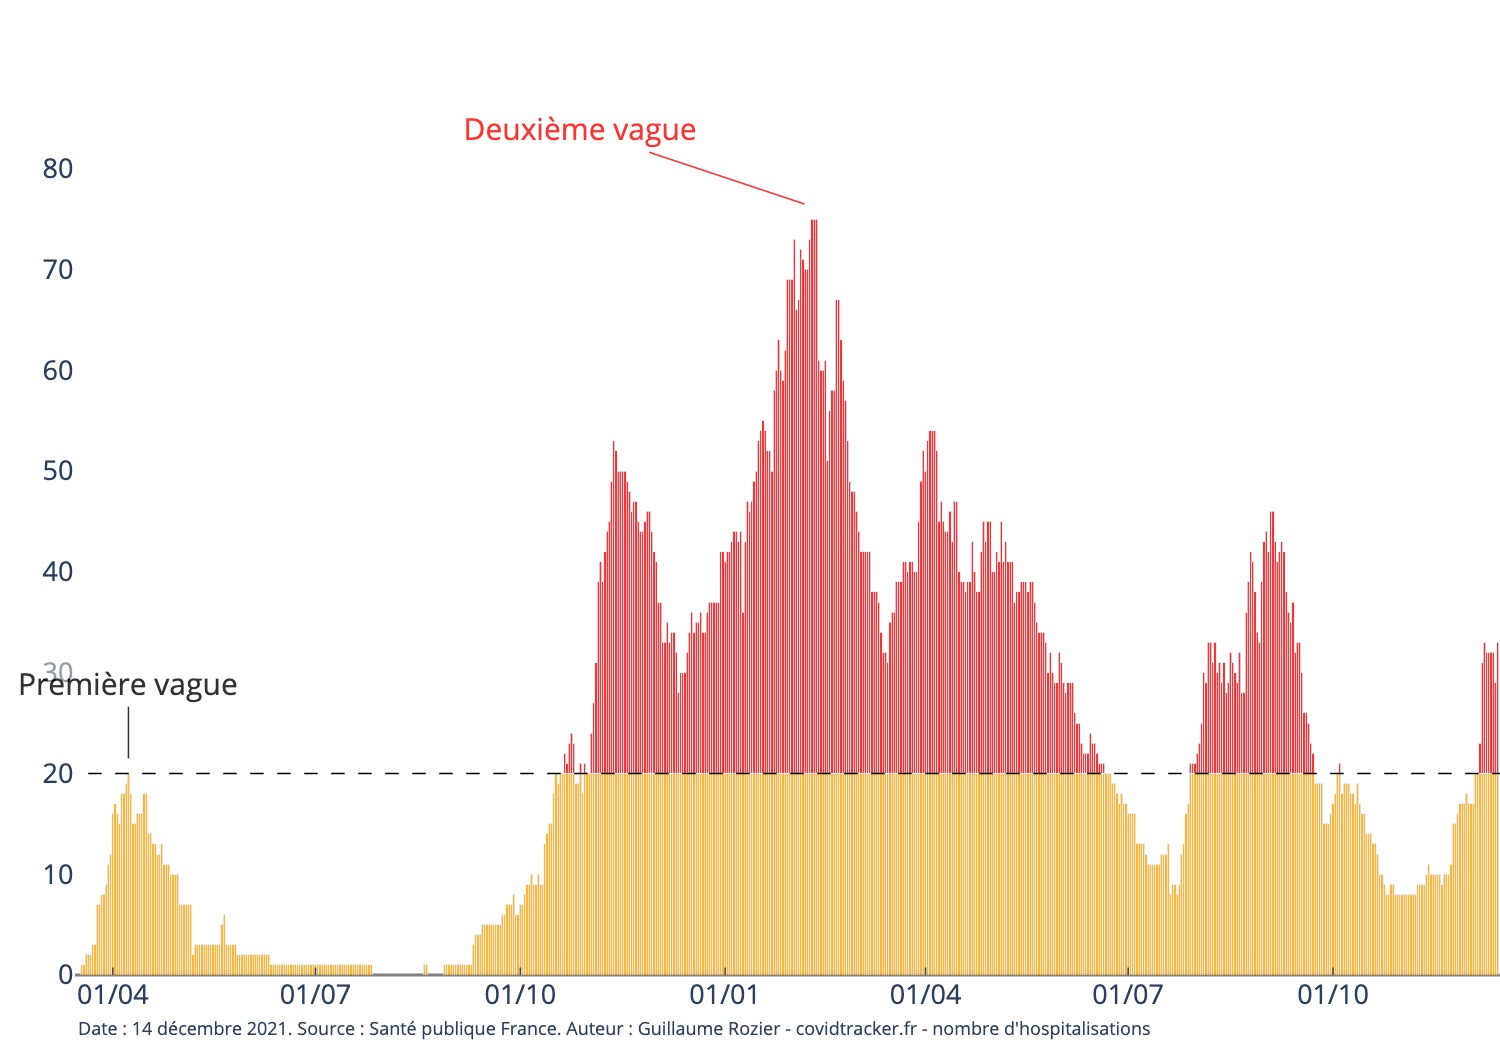 Deuxième vague
80
70
60
50
40
30
Première vague
20
10
0
01/04 01/07 01/10 01/01 01/04 01/07 01/10
Date : 14 décembre 2021. Source : Santé publique France. Auteur : Guillaume Rozier - covidtracker.fr - nombre d'hospitalisations